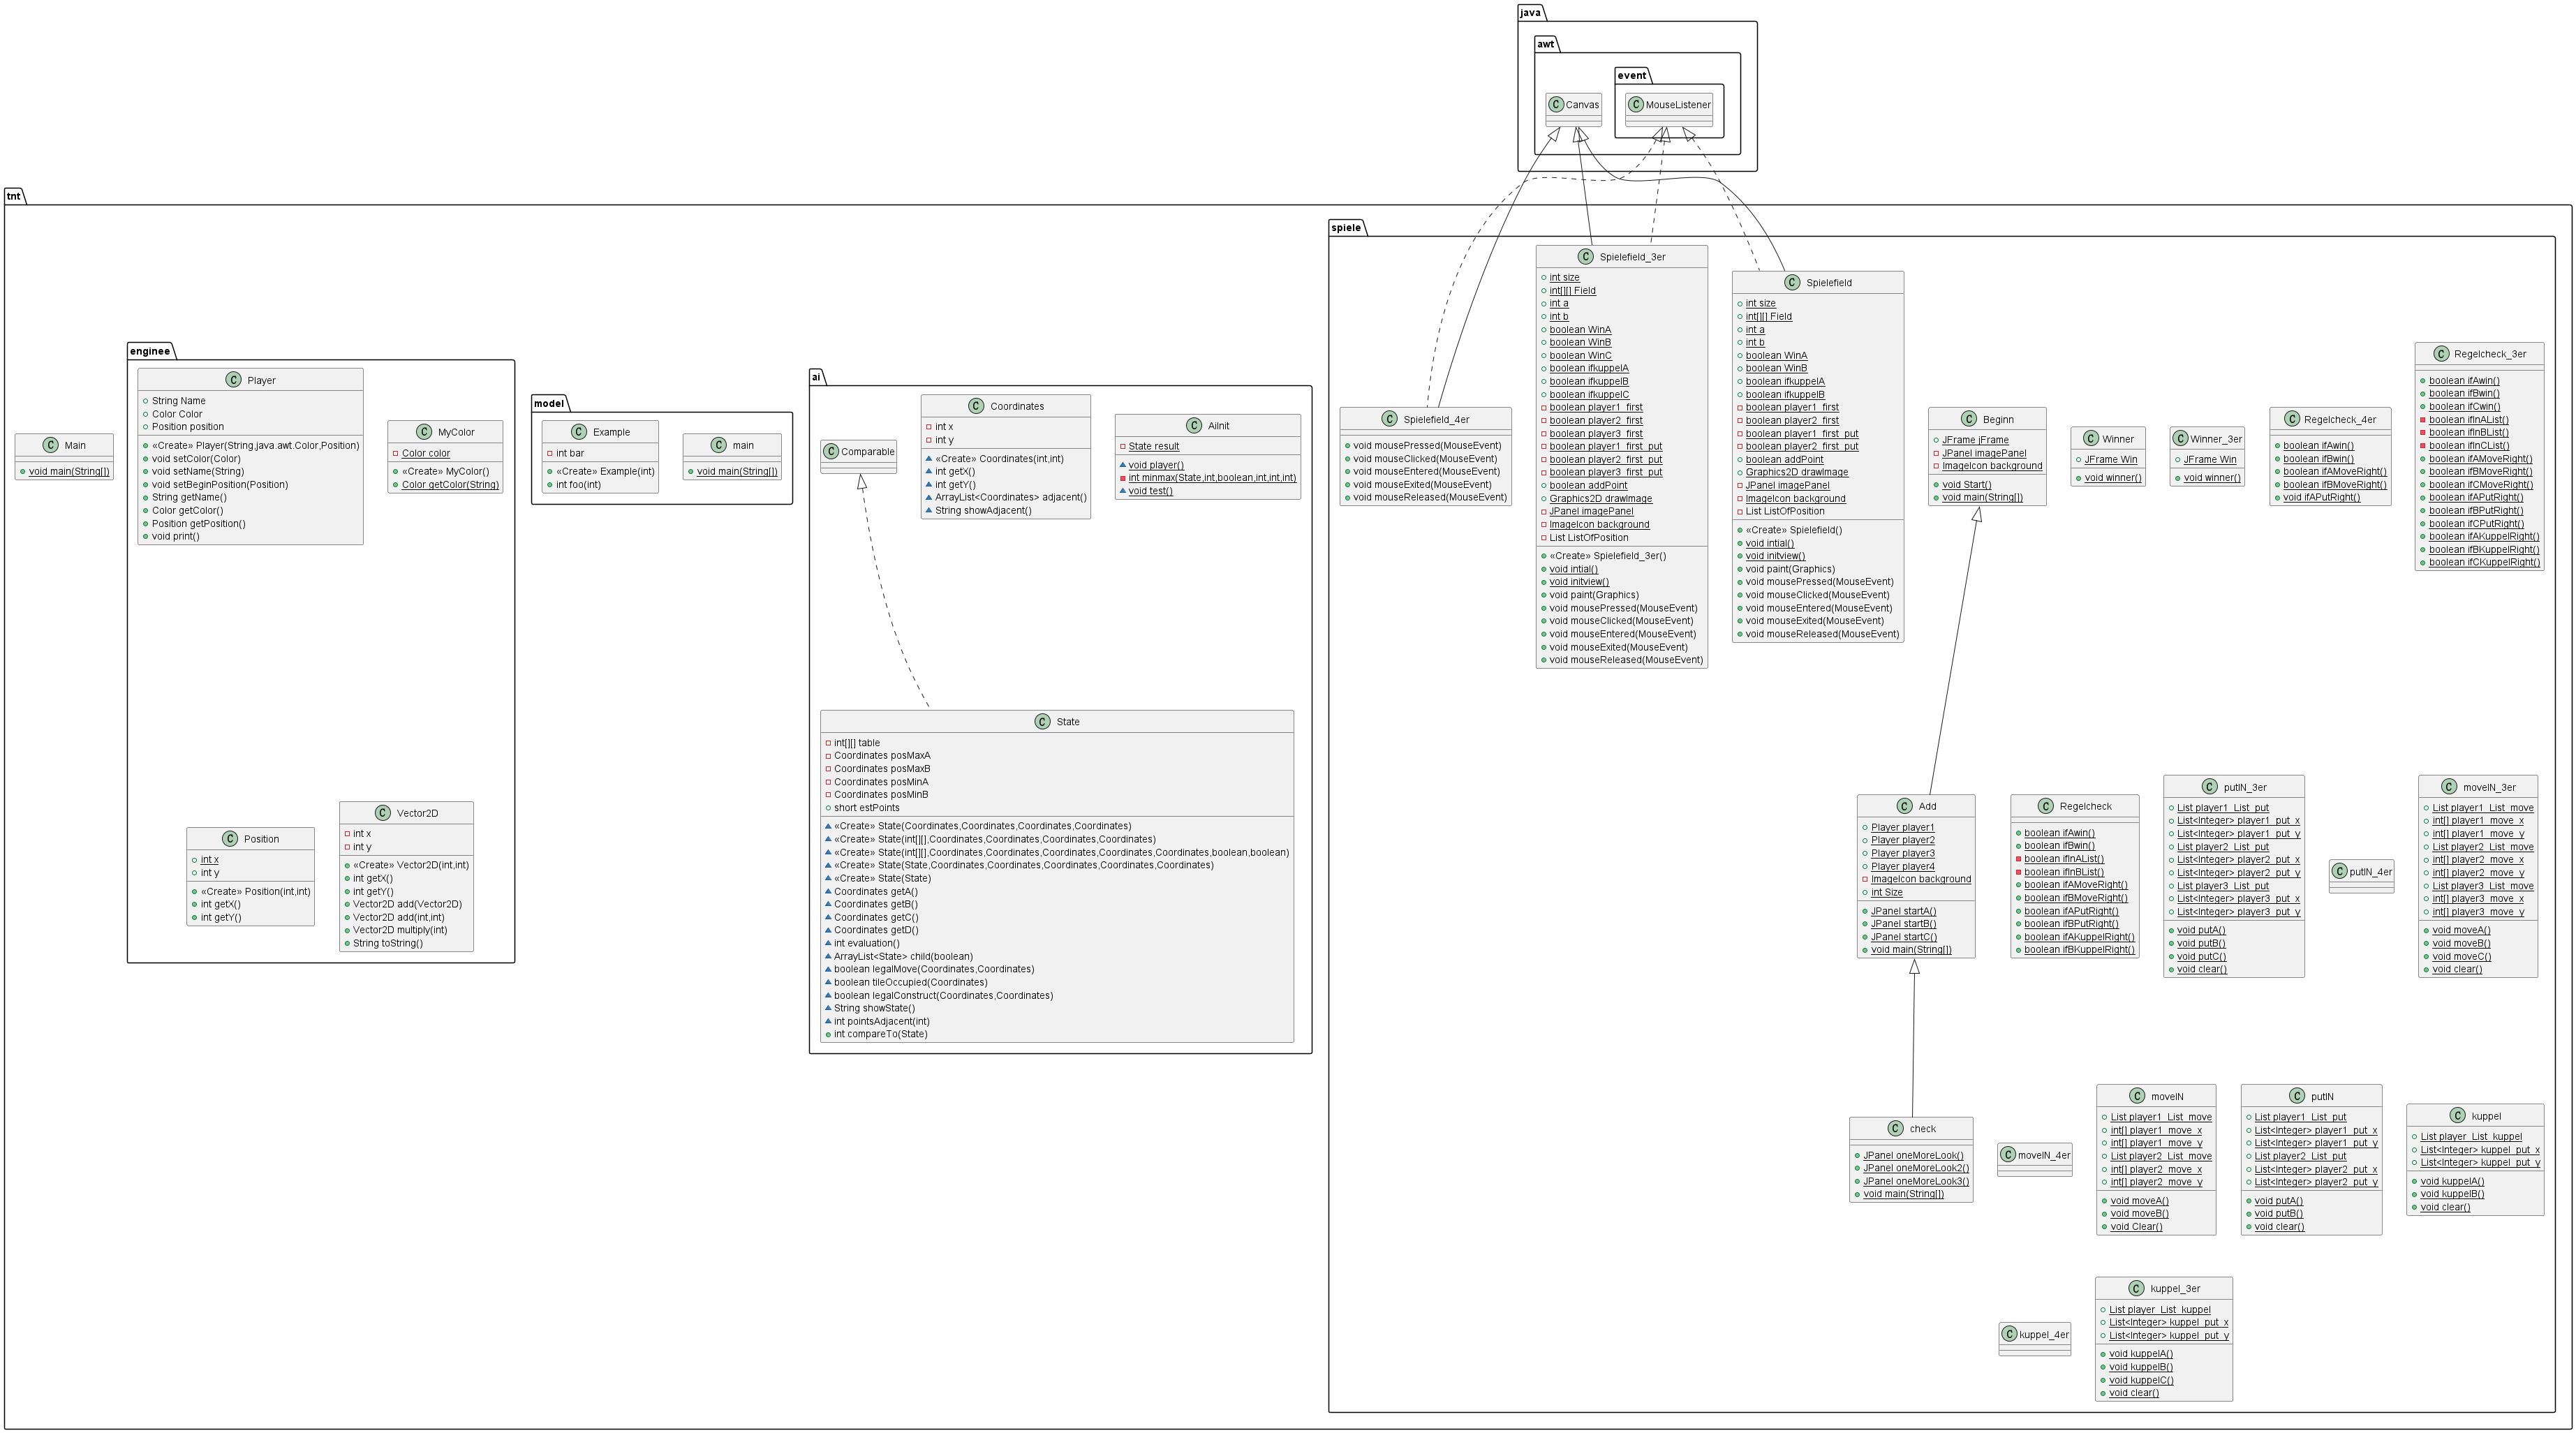 java
awt
event
C Canvas
C MouseListener
tnt
spiele
C Main
void main(String[])
enginee
C Player
String Name
Color Color
Position position
«Create» Player(String,java.awt.Color,Position)
void setColor(Color)
void setName(String)
void setBeginPosition(Position)
String getName()
Color getColor()
Position getPosition()
void print()
C MyColor
Color color
«Create» MyColor()
Color getColor(String)
C Position
int x
int y
«Create» Position(int,int)
int getX()
int getY()
C Vector2D
int x
int y
«Create» Vector2D(int,int)
int getX()
int getY()
Vector2D add(Vector2D)
Vector2D add(int,int)
Vector2D multiply(int)
String toString()
model
C Example
int bar
«Create» Example(int)
int foo(int)
C main
void main(String[])
ai
C Comparable
C Coordinates
int x
int y
«Create» Coordinates(int,int)
int getX()
int getY()
ArrayList<Coordinates> adjacent()
String showAdjacent()
C AiInit
State result
void player()
int minmax(State,int,boolean,int,int,int)
void test()
C State
int[][] table
Coordinates posMaxA
Coordinates posMaxB
Coordinates posMinA
Coordinates posMinB
short estPoints
«Create» State(Coordinates,Coordinates,Coordinates,Coordinates)
«Create» State(int[][],Coordinates,Coordinates,Coordinates,Coordinates)
«Create» State(int[][],Coordinates,Coordinates,Coordinates,Coordinates,Coordinates,boolean,boolean)
«Create» State(State,Coordinates,Coordinates,Coordinates,Coordinates,Coordinates)
«Create» State(State)
Coordinates getA()
Coordinates getB()
Coordinates getC()
Coordinates getD()
int evaluation()
ArrayList<State> child(boolean)
boolean legalMove(Coordinates,Coordinates)
boolean tileOccupied(Coordinates)
boolean legalConstruct(Coordinates,Coordinates)
String showState()
int pointsAdjacent(int)
int compareTo(State)
C Spielefield_4er
void mousePressed(MouseEvent)
void mouseClicked(MouseEvent)
void mouseEntered(MouseEvent)
void mouseExited(MouseEvent)
void mouseReleased(MouseEvent)
C Spielefield_3er
int size
int[][] Field
int a
int b
boolean WinA
boolean WinB
boolean WinC
boolean ifkuppelA
boolean ifkuppelB
boolean ifkuppelC
boolean player1_first
boolean player2_first
boolean player3_first
boolean player1_first_put
boolean player2_first_put
boolean player3_first_put
boolean addPoint
Graphics2D drawImage
JPanel imagePanel
ImageIcon background
List ListOfPosition
«Create» Spielefield_3er()
void intial()
void initview()
void paint(Graphics)
void mousePressed(MouseEvent)
void mouseClicked(MouseEvent)
void mouseEntered(MouseEvent)
void mouseExited(MouseEvent)
void mouseReleased(MouseEvent)
C Spielefield
int size
int[][] Field
int a
int b
boolean WinA
boolean WinB
boolean ifkuppelA
boolean ifkuppelB
boolean player1_first
boolean player2_first
boolean player1_first_put
boolean player2_first_put
boolean addPoint
Graphics2D drawImage
JPanel imagePanel
ImageIcon background
List ListOfPosition
«Create» Spielefield()
void intial()
void initview()
void paint(Graphics)
void mousePressed(MouseEvent)
void mouseClicked(MouseEvent)
void mouseEntered(MouseEvent)
void mouseExited(MouseEvent)
void mouseReleased(MouseEvent)
C Beginn
JFrame jFrame
JPanel imagePanel
ImageIcon background
void Start()
void main(String[])
C Winner
JFrame Win
void winner()
C Winner_3er
JFrame Win
void winner()
C Regelcheck_4er
boolean ifAwin()
boolean ifBwin()
boolean ifAMoveRight()
boolean ifBMoveRight()
void ifAPutRight()
C Regelcheck_3er
boolean ifAwin()
boolean ifBwin()
boolean ifCwin()
boolean ifInAList()
boolean ifInBList()
boolean ifInCList()
boolean ifAMoveRight()
boolean ifBMoveRight()
boolean ifCMoveRight()
boolean ifAPutRight()
boolean ifBPutRight()
boolean ifCPutRight()
boolean ifAKuppelRight()
boolean ifBKuppelRight()
boolean ifCKuppelRight()
C Add
Player player1
Player player2
Player player3
Player player4
ImageIcon background
int Size
JPanel startA()
JPanel startB()
JPanel startC()
void main(String[])
C Regelcheck
boolean ifAwin()
boolean ifBwin()
boolean ifInAList()
boolean ifInBList()
boolean ifAMoveRight()
boolean ifBMoveRight()
boolean ifAPutRight()
boolean ifBPutRight()
boolean ifAKuppelRight()
boolean ifBKuppelRight()
C putIN_3er
List player1_List_put
List<Integer> player1_put_x
List<Integer> player1_put_y
List player2_List_put
List<Integer> player2_put_x
List<Integer> player2_put_y
List player3_List_put
List<Integer> player3_put_x
List<Integer> player3_put_y
void putA()
void putB()
void putC()
void clear()
C putIN_4er
C moveIN_3er
List player1_List_move
int[] player1_move_x
int[] player1_move_y
List player2_List_move
int[] player2_move_x
int[] player2_move_y
List player3_List_move
int[] player3_move_x
int[] player3_move_y
void moveA()
void moveB()
void moveC()
void clear()
C check
JPanel oneMoreLook()
JPanel oneMoreLook2()
JPanel oneMoreLook3()
void main(String[])
C moveIN_4er
C moveIN
List player1_List_move
int[] player1_move_x
int[] player1_move_y
List player2_List_move
int[] player2_move_x
int[] player2_move_y
void moveA()
void moveB()
void Clear()
C putIN
List player1_List_put
List<Integer> player1_put_x
List<Integer> player1_put_y
List player2_List_put
List<Integer> player2_put_x
List<Integer> player2_put_y
void putA()
void putB()
void clear()
C kuppel
List player_List_kuppel
List<Integer> kuppel_put_x
List<Integer> kuppel_put_y
void kuppelA()
void kuppelB()
void clear()
C kuppel_4er
C kuppel_3er
List player_List_kuppel
List<Integer> kuppel_put_x
List<Integer> kuppel_put_y
void kuppelA()
void kuppelB()
void kuppelC()
void clear()